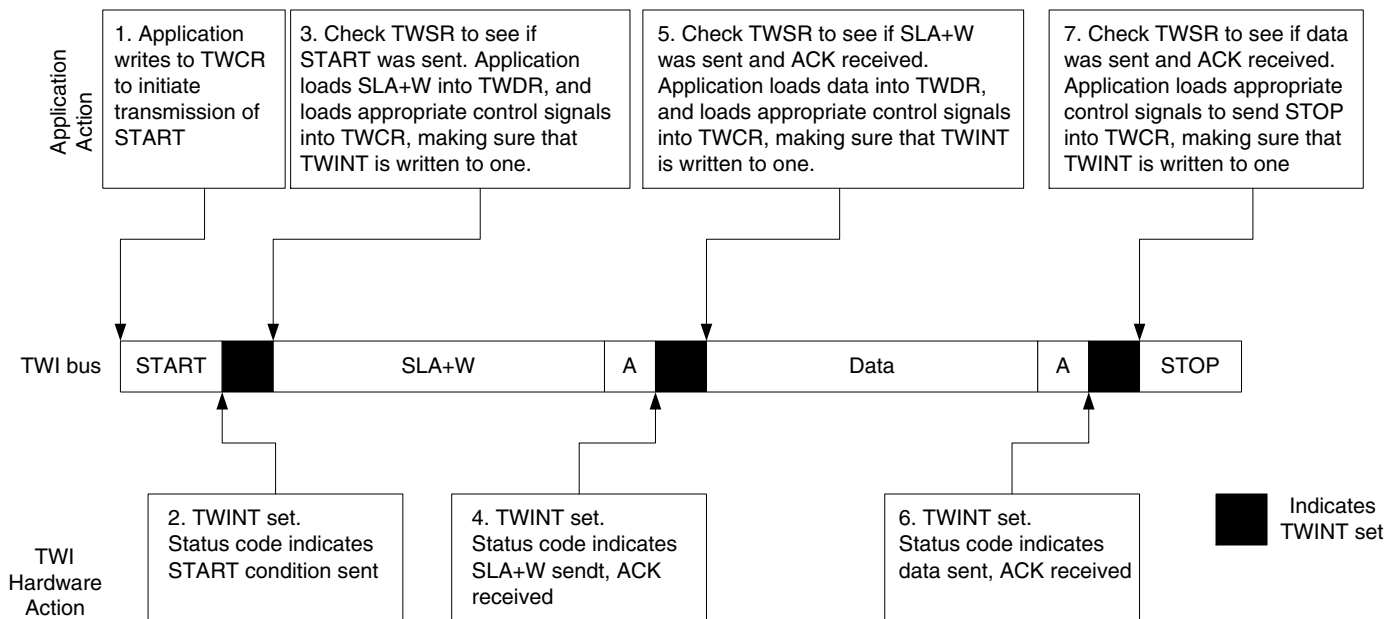 Application
Action
1. Application
writes to TWCR
to initiate
transmission of
START
3. Check TWSR to see if
START was sent. Application
loads SLA+W into TWDR, and
loads appropriate control signals
into TWCR, making sure that
TWINT is written to one.
5. Check TWSR to see if SLA+W
was sent and ACK received.
Application loads data into TWDR,
and loads appropriate control signals
into TWCR, making sure that TWINT
is written to one.
7. Check TWSR to see if data
was sent and ACK received.
Application loads appropriate
control signals to send STOP
into TWCR, making sure that
TWINT is written to one
TWI bus
START
SLA+W
A
Data
A
STOP
TWI
Hardware
Action
2. TWINT set.
Status code indicates
START condition sent
4. TWINT set.
Status code indicates
SLA+W sendt, ACK
received
6. TWINT set.
Status code indicates
data sent, ACK received
Indicates
TWINT set